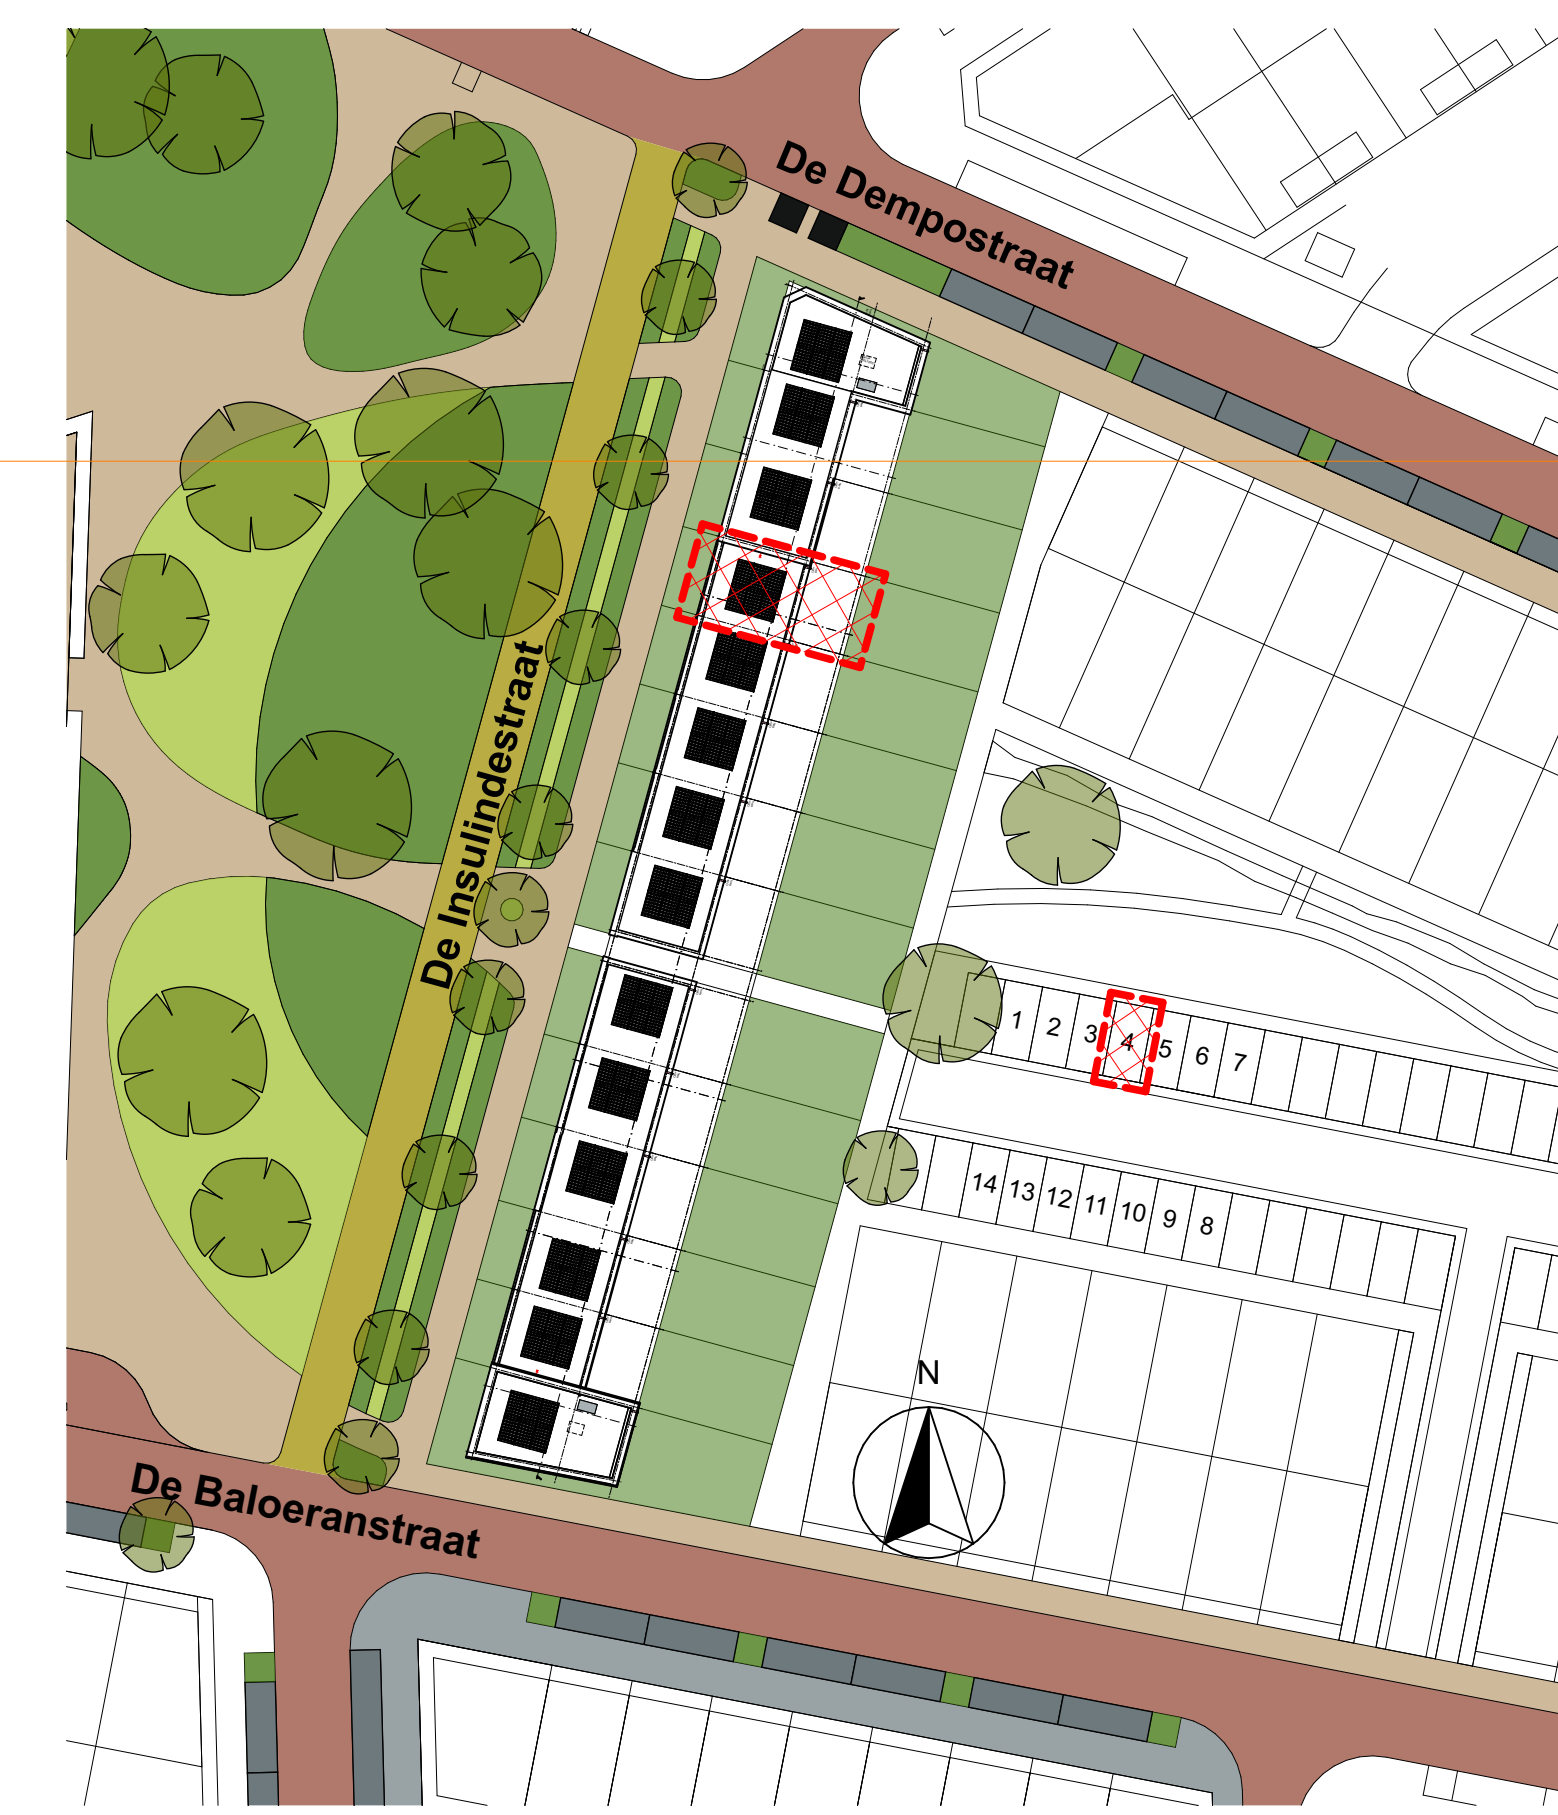 De Dempostraat
De Insulindestraat
1 2 3 4 5 6 7
14 13 12 11 10 9 8
N
De Baloeranstraat